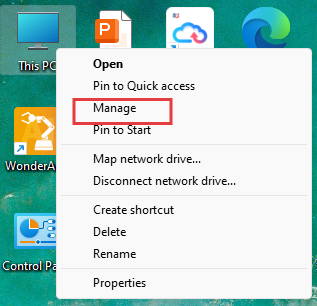 This PC
P
Open
Pin to Quick access
Manage
Pin to Start
Map network drive...
Disconnect network drive...
Create shortcut
Delete
Rename
Properties
WonderA
Control Pa